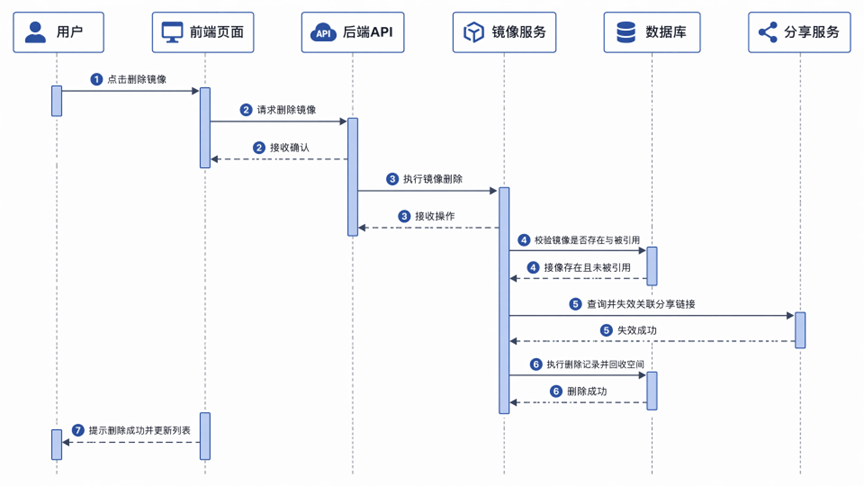 用户
前端页面
API 后端API
镜像服务
数据库
分享服务
1 点击删除镜像
2 请求删除镜像
2 接收确认
3 执行镜像删除
3 接收操作
4 校验镜像是否存在与被引用
4 接像存在且未被引用
5 查询并失效关联分享链接
5 失效成功
6 执行删除记录并回收空间
6 删除成功
7 提示删除成功并更新列表